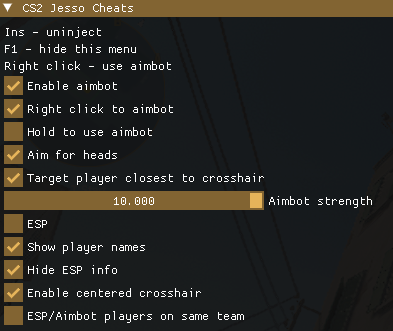 CS2 Jesso Cheats
Ins - uninject
F1 - hide this menu
Right click - use aimbot
Enable aimbot
Right click to aimbot
Hold to use aimbot
Aim for heads
Target player closest to crosshair
10.000 Aimbot strength
ESP
Show player names
Hide ESP info
Enable centered crosshair
ESP/Aimbot players on same team